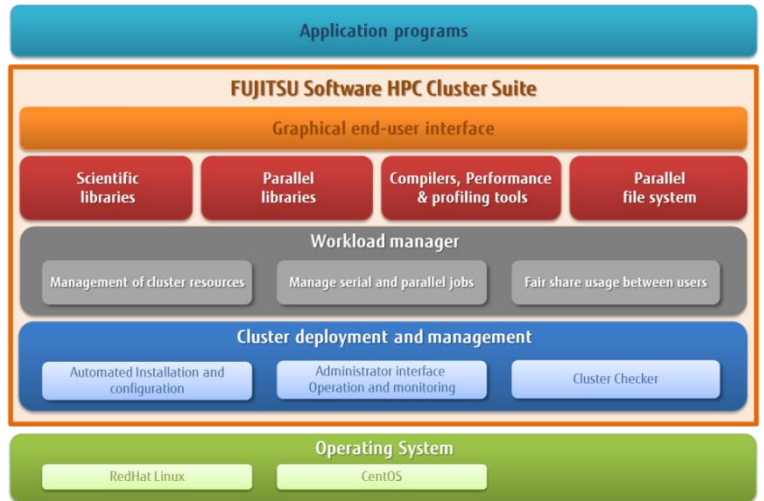 Application programs
FUJITSU Software HPC Cluster Suite
Graphical end-user interface
Scientific
libraries
Parallel
libraries
Compilers, Performance
& profiling tools
Parallel
file system
Workload manager
Management of cluster resources
Manage serial and parallel jobs
Fair share usage between users
Cluster deployment and management
Automated Installation and
configuration
Administrator interface
Operation and monitoring
Cluster Checker
Operating System
RedHat Linux
CentOS